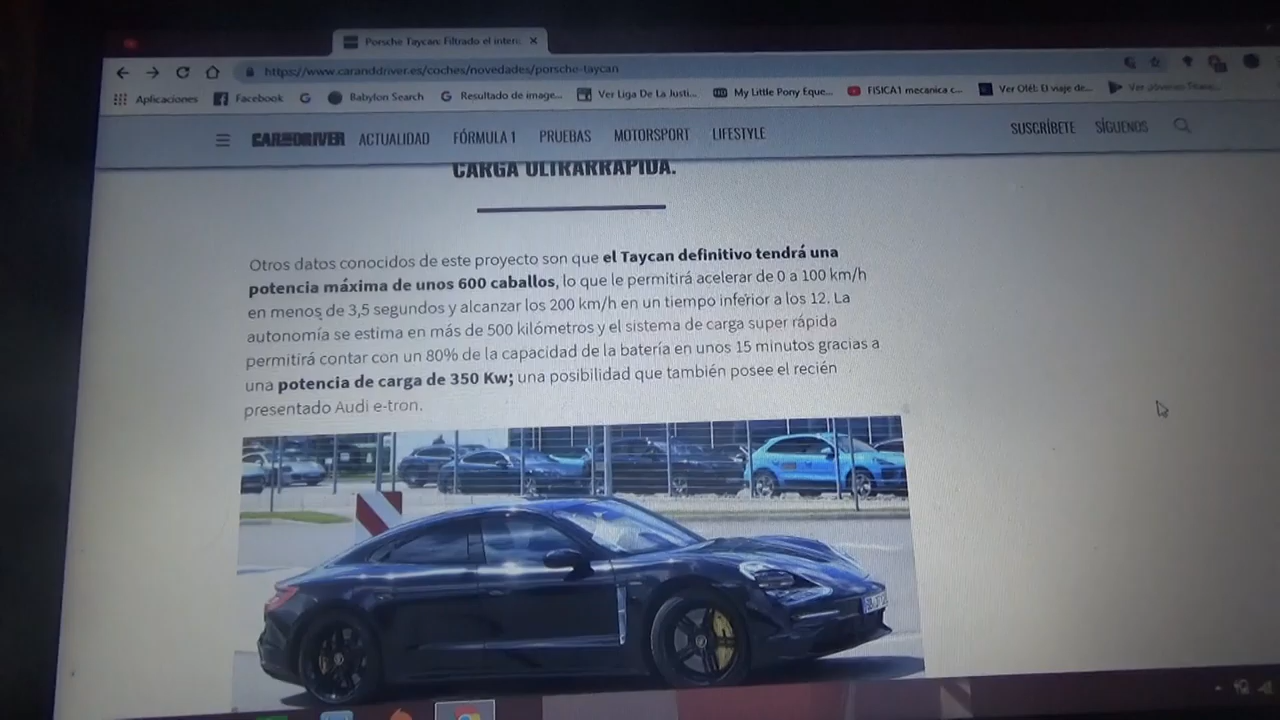 Porsche Taycan: Filtrado el inter
https://www.caranddriver.es/coches/novedades/porsche-taycan
Aplicaciones Facebook Babylon Search Resultado de image... Ver Liga De La Justi... My Little Pony Eque... FISICA1 mecanica c... Ver Olé!: El viaje de...
CAR AND DRIVER ACTUALIDAD FÓRMULA 1 PRUEBAS MOTORSPORT LIFESTYLE SUSCRÍBETE SÍGUENOS
CARGA ULTRARRÁPIDA.
Otros datos conocidos de este proyecto son que el Taycan definitivo tendrá una
potencia máxima de unos 600 caballos, lo que le permitirá acelerar de 0 a 100 km/h
en menos de 3,5 segundos y alcanzar los 200 km/h en un tiempo inferior a los 12. La
autonomía se estima en más de 500 kilómetros y el sistema de carga super rápida
permitirá contar con un 80% de la capacidad de la batería en unos 15 minutos gracias a
una potencia de carga de 350 Kw; una posibilidad que también posee el recién
presentado Audi e-tron.